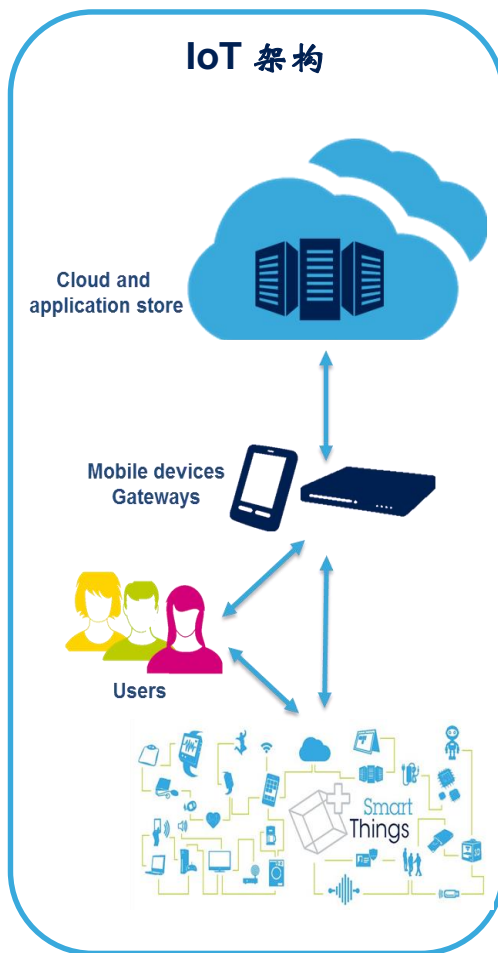 IoT 架构
Cloud and
application store
Mobile devices
Gateways
Users
Smart
Things